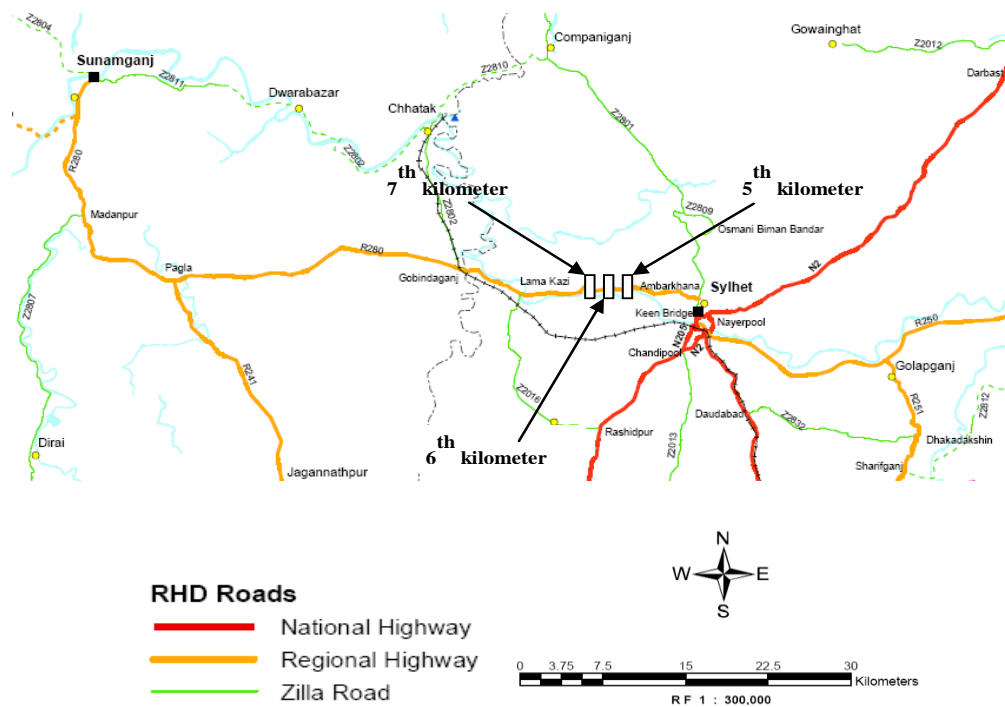 Z2804
Companiganj
Gowainghat
Z2012
Sunamganj
Z2811
Z2810
Darbast
Dwarabazar
Chhatak
Z2801
Z2802
R280
7th kilometer
5th kilometer
Z2802
Z2809
Madanpur
Osmani Biman Bandar
R280
N2
Pagla
Gobindaganj
Lama Kazi
Ambarkhana
Sylhet
Z2807
Keen Bridge
Nayerpool
R250
N205
N2
Chandipool
Golapganj
R241
Z2016
R251
Z2812
Daudabad
Z2832
Rashidpur
Z2013
Dirai
6th kilometer
Dhakadakshin
Jagannathpur
Sharifganj
N
W E
S
RHD Roads
National Highway
Regional Highway
Zilla Road
0 3.75 7.5 15 22.5 30
Kilometers
RF 1 : 300,000